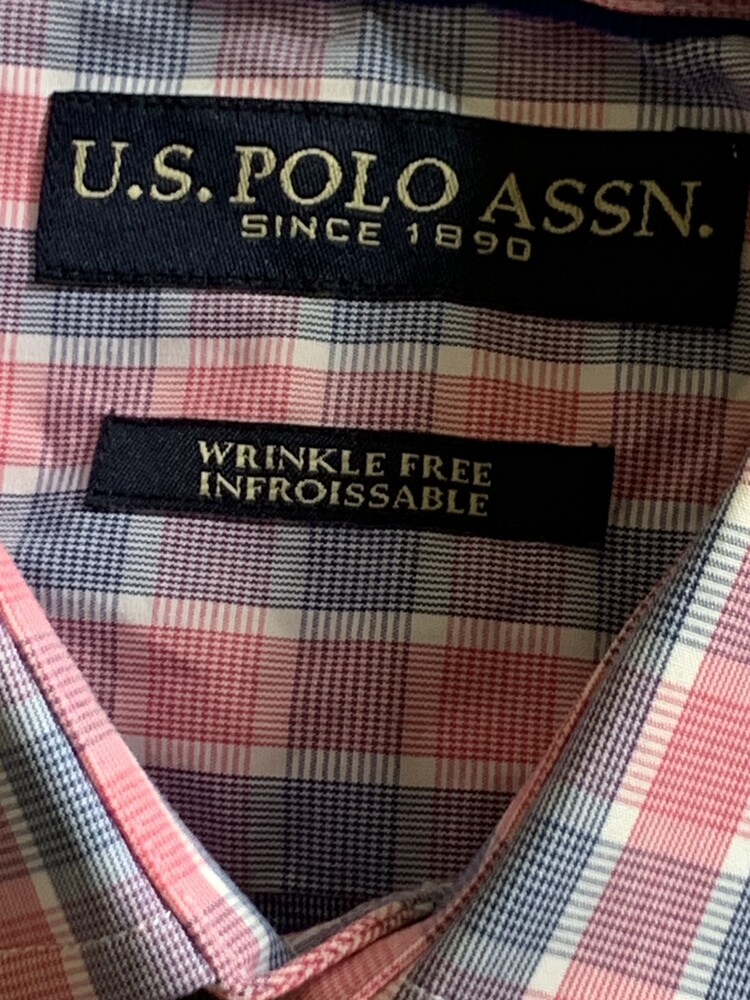 U.S. POLO ASSN.
SINCE 1890
WRINKLE FREE
INFROISSABLE